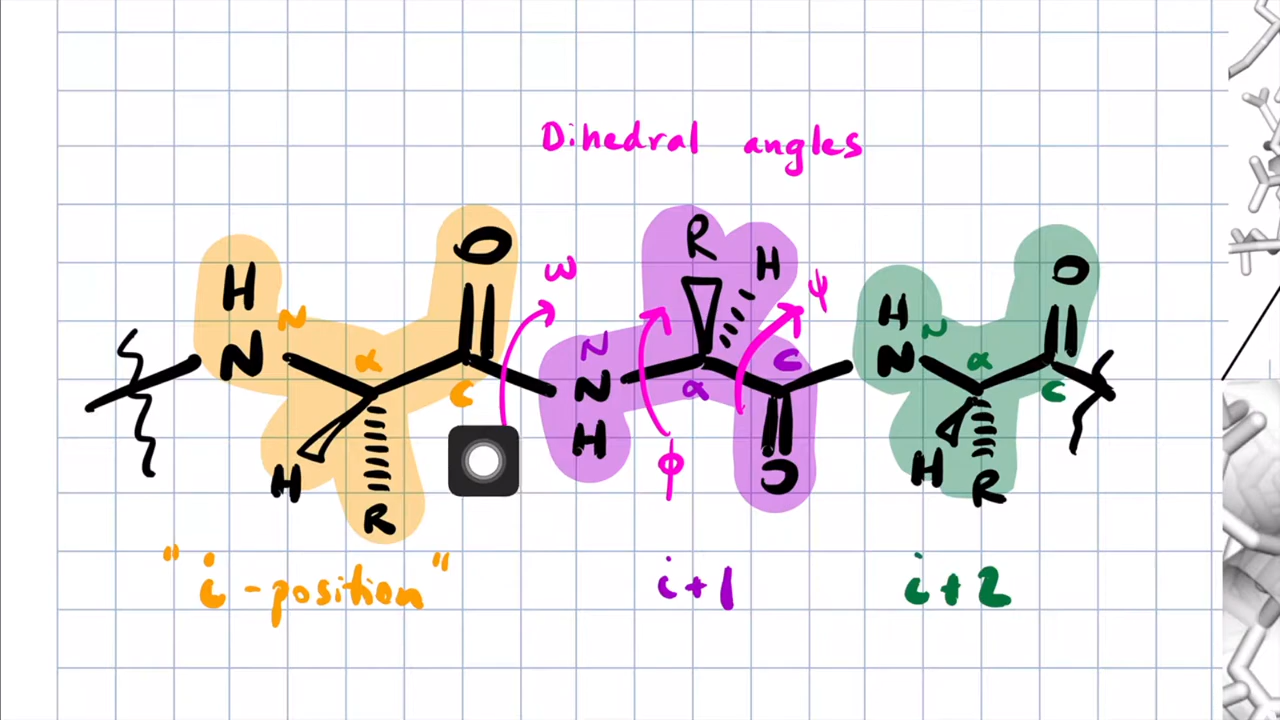 Dihedral angles
R
O
H
O
H
ω
ψ
H
N
N
N
N
α
α
N
C
N
C
α
C
H
O
H
ϕ
H
R
R
"i-position"
i+1
i+2